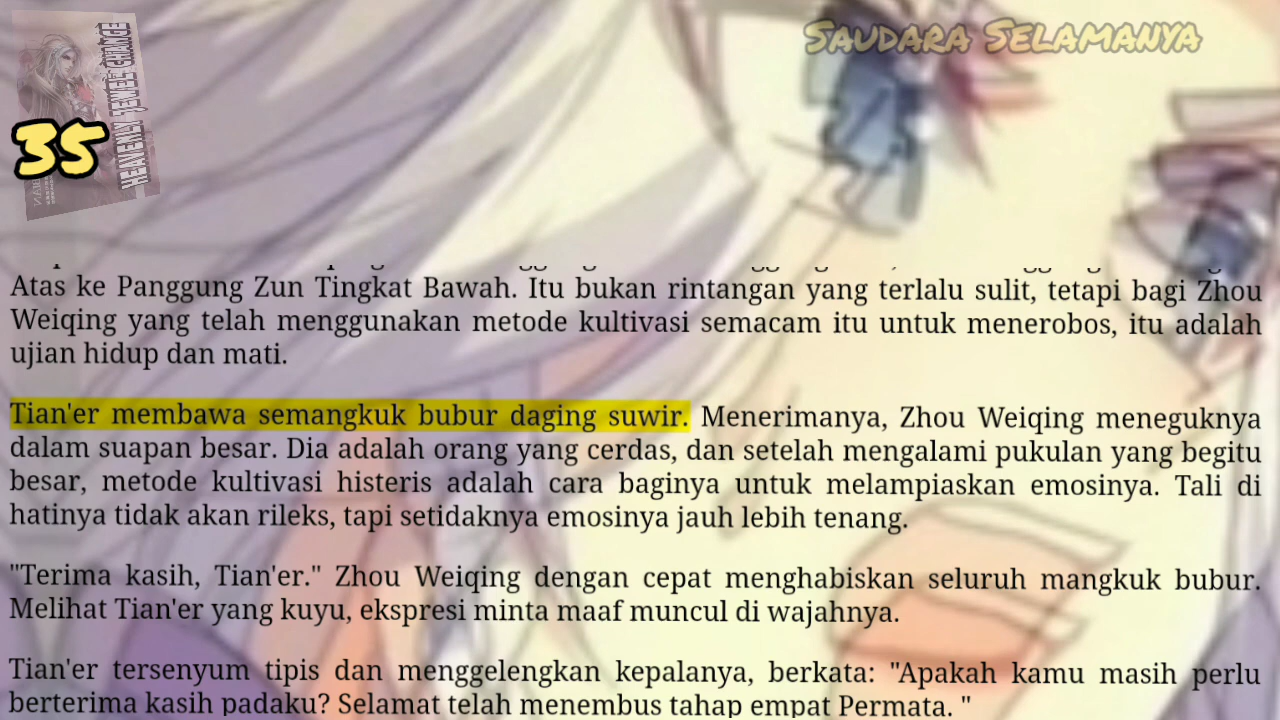 Saudara Selamanya
HEAVENLY JEWEL CHANGE
35
Atas ke Panggung Zun Tingkat Bawah. Itu bukan rintangan yang terlalu sulit, tetapi bagi Zhou
Weiqing yang telah menggunakan metode kultivasi semacam itu untuk menerobos, itu adalah
ujian hidup dan mati.
Tian'er membawa semangkuk bubur daging suwir. Menerimanya, Zhou Weiqing meneguknya
dalam suapan besar. Dia adalah orang yang cerdas, dan setelah mengalami pukulan yang begitu
besar, metode kultivasi histeris adalah cara baginya untuk melampiaskan emosinya. Tali di
hatinya tidak akan rileks, tapi setidaknya emosinya jauh lebih tenang.
"Terima kasih, Tian'er." Zhou Weiqing dengan cepat menghabiskan seluruh mangkuk bubur.
Melihat Tian'er yang kuyu, ekspresi minta maaf muncul di wajahnya.
Tian'er tersenyum tipis dan menggelengkan kepalanya, berkata: "Apakah kamu masih perlu
berterima kasih padaku? Selamat telah menembus tahap empat Permata. "